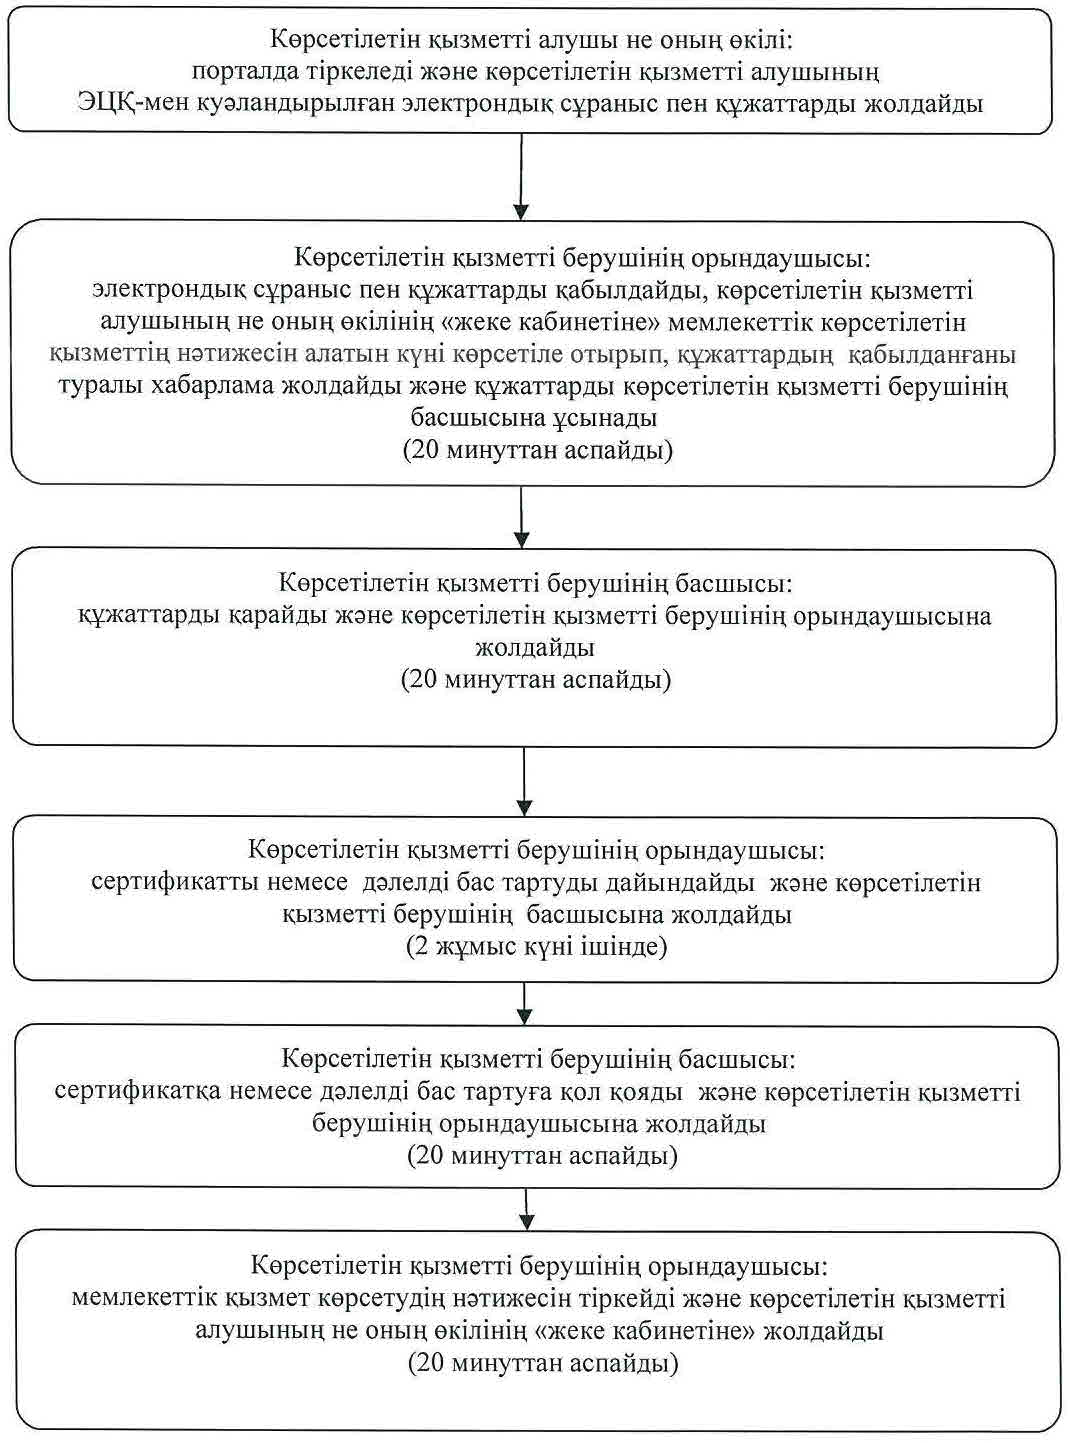 Көрсетілетін қызметті алушы не оның өкілі:
порталда тіркеледі және көрсетілетін қызметті алушының
ЭЦҚ-мен куәландырылған электрондық сұраныс пен құжаттарды жолдайды
Көрсетілетін қызметті берушінің орындаушысы:
электрондық сұраныс пен құжаттарды қабылдайды, көрсетілетін қызметті
алушының не оның өкілінің «жеке кабинетіне» мемлекеттік көрсетілетін
қызметтің нәтижесін алатын күні көрсетіле отырып, құжаттардың қабылданғаны
туралы хабарлама жолдайды және құжаттарды көрсетілетін қызметті берушінің
басшысына ұсынады
(20 минуттан аспайды)
Көрсетілетін қызметті берушінің басшысы:
құжаттарды қарайды және көрсетілетін қызметті берушінің орындаушысына
жолдайды
(20 минуттан аспайды)
Көрсетілетін қызметті берушінің орындаушысы:
сертификатты немесе дәлелді бас тартуды дайындайды және көрсетілетін
қызметті берушінің басшысына жолдайды
(2 жұмыс күні ішінде)
Көрсетілетін қызметті берушінің басшысы:
сертификатқа немесе дәлелді бас тартуға қол қояды және көрсетілетін қызметті
берушінің орындаушысына жолдайды
(20 минуттан аспайды)
Көрсетілетін қызметті берушінің орындаушысы:
мемлекеттік қызмет көрсетудің нәтижесін тіркейді және көрсетілетін қызметті
алушының не оның өкілінің «жеке кабинетіне» жолдайды
(20 минуттан аспайды)